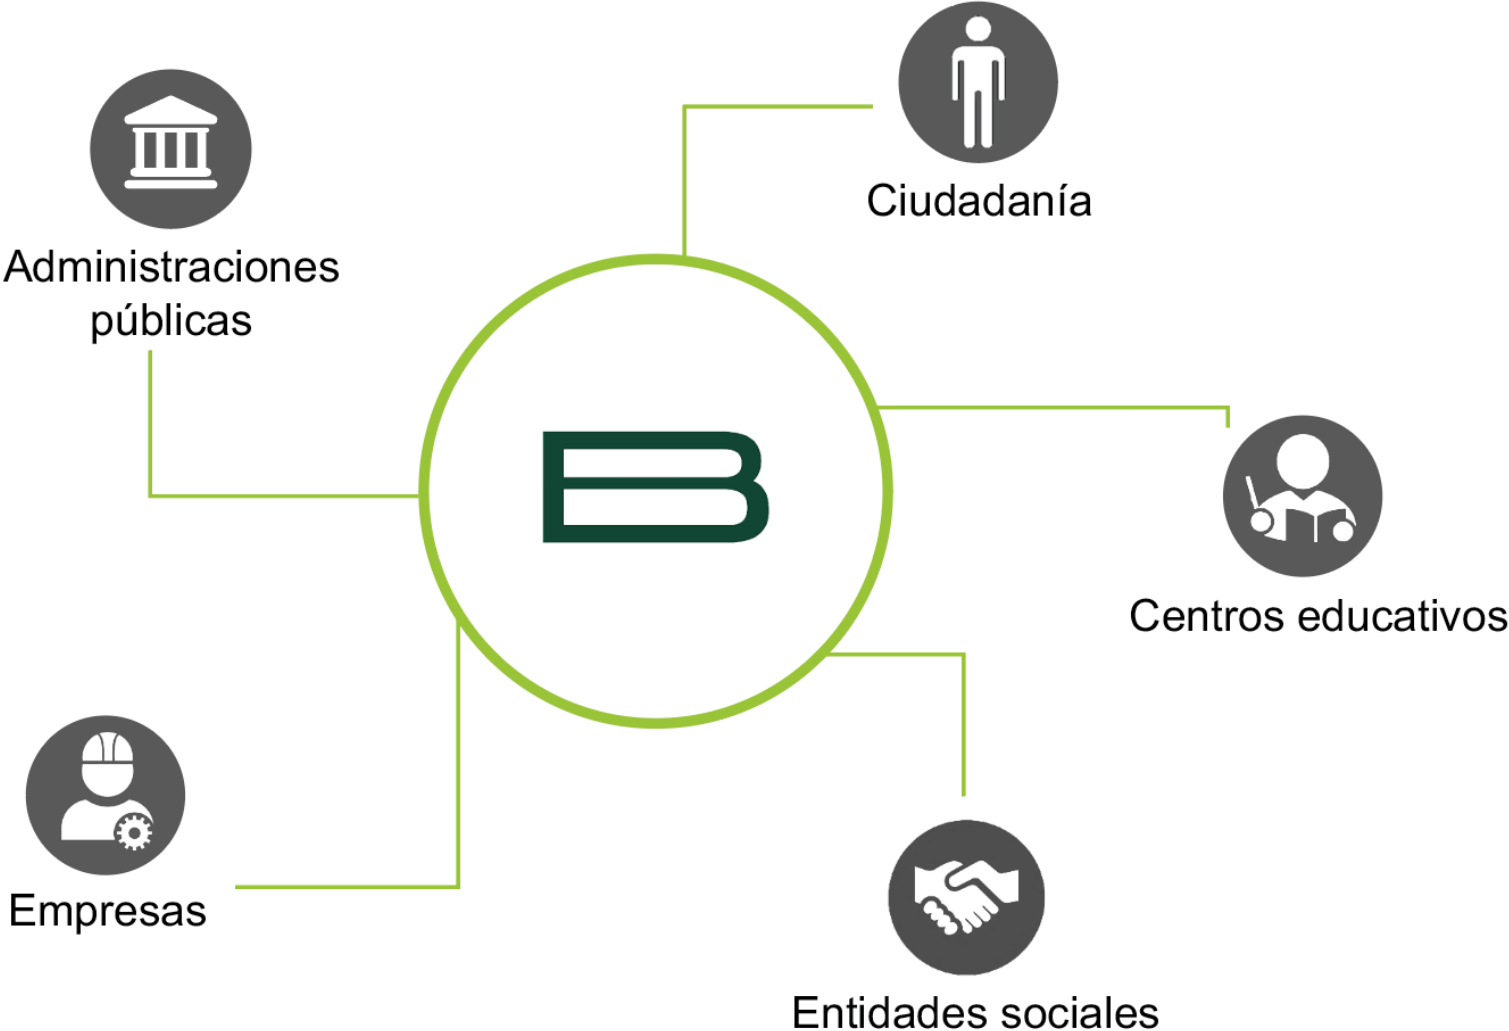 Ciudadanía
Administraciones
públicas
B
Centros educativos
Empresas
Entidades sociales